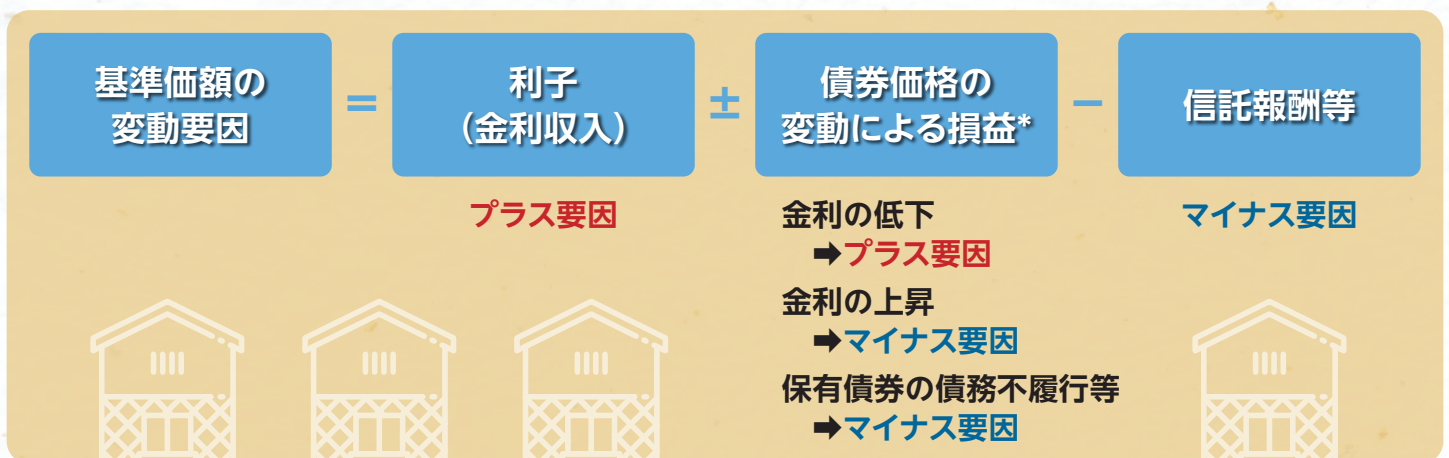 基準価額の
変動要因
=
利子
(金利収入)
±
債券価格の
変動による損益*
−
信託報酬等
プラス要因
金利の低下
➡プラス要因
金利の上昇
➡マイナス要因
保有債券の債務不履行等
➡マイナス要因
マイナス要因